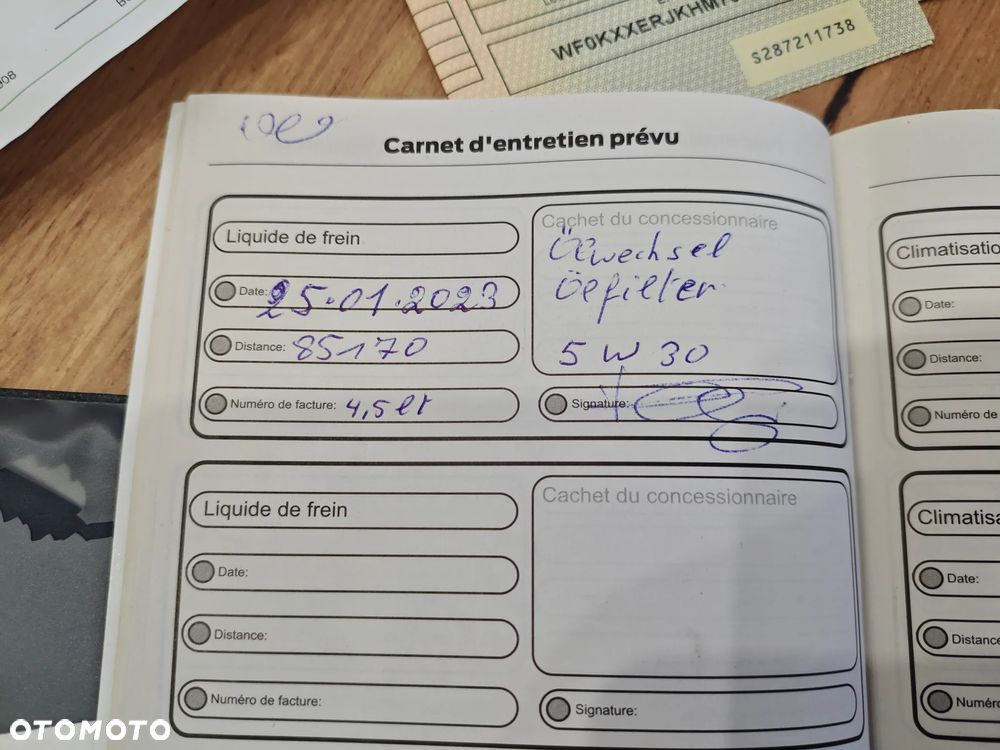 WF0KXXERJKHM7
S287211738
Carnet d'entretien prévu
Liquide de frein
Date: 25.01.2023
Distance: 85170
Numéro de facture: 4,5 lt
Cachet du concessionnaire
Ölwechsel
Ölfilter
5 W 30
Signature:
Liquide de frein
Date:
Distance:
Numéro de facture:
Cachet du concessionnaire
Signature:
Climatisatio
Date:
Distance:
Numéro de
Climatisa
Date:
Distance
Numéro
OTOMOTO